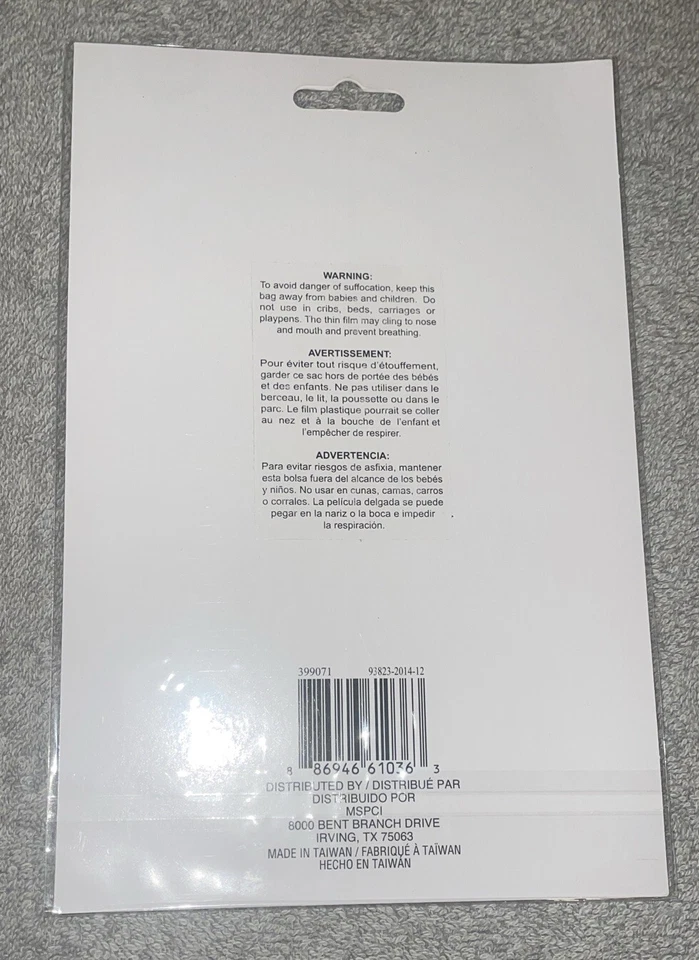 WARNING:
To avoid danger of suffocation, keep this
bag away from babies and children. Do
not use in cribs, beds, carriages or
playpens. The thin film may cling to nose
and mouth and prevent breathing.
AVERTISSEMENT:
Pour éviter tout risque d'étouffement,
garder ce sac hors de portée des bébés
et des enfants. Ne pas utiliser dans le
berceau, le lit, la poussette ou dans le
parc. Le film plastique pourrait se coller
au nez et à la bouche de l'enfant et
l'empêcher de respirer.
ADVERTENCIA:
Para evitar riesgos de asfixia, mantener
esta bolsa fuera del alcance de los bebés
y niños. No usar en cunas, camas, carros
o corrales. La película delgada se puede
pegar en la nariz o la boca e impedir
la respiración.
399071 93823-2014-12
8 86946 61036 3
DISTRIBUTED BY / DISTRIBUÉ PAR
DISTRIBUIDO POR
MSPCI
8000 BENT BRANCH DRIVE
IRVING, TX 75063
MADE IN TAIWAN / FABRIQUÉ À TAÏWAN
HECHO EN TAIWÁN